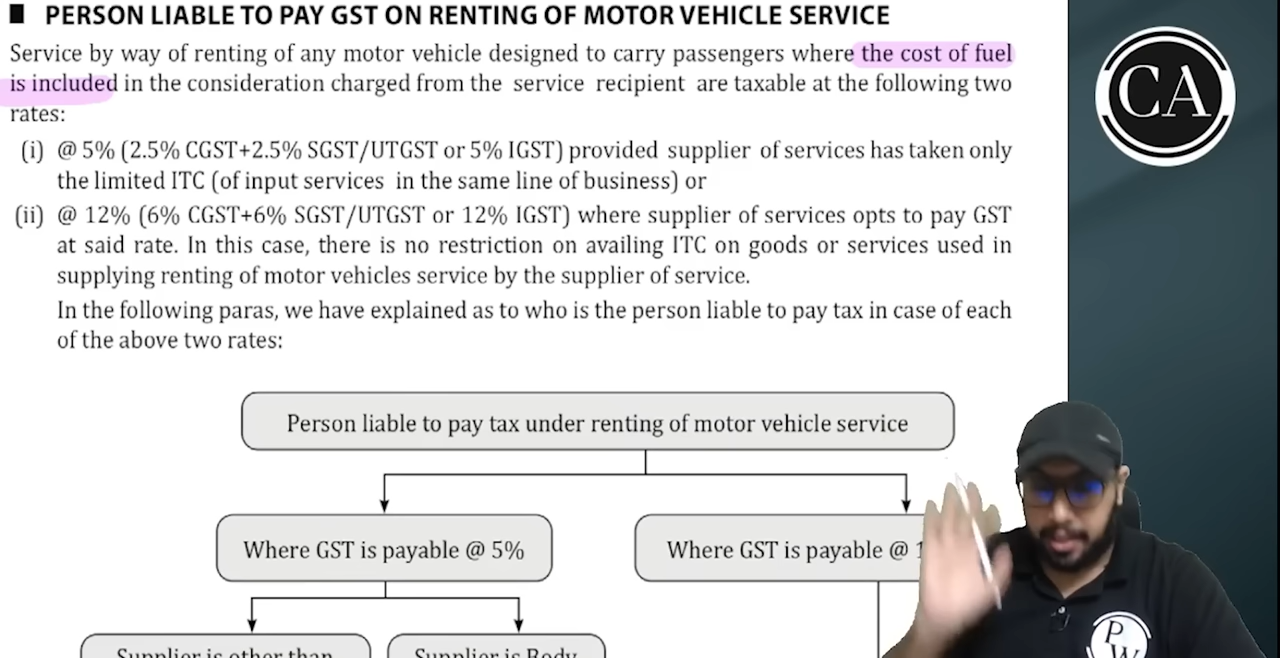 PERSON LIABLE TO PAY GST ON RENTING OF MOTOR VEHICLE SERVICE
Service by way of renting of any motor vehicle designed to carry passengers where the cost of fuel
is included in the consideration charged from the service recipient are taxable at the following two
rates:
(i) @ 5% (2.5% CGST+2.5% SGST/UTGST or 5% IGST) provided supplier of services has taken only
the limited ITC (of input services in the same line of business) or
(ii) @ 12% (6% CGST+6% SGST/UTGST or 12% IGST) where supplier of services opts to pay GST
at said rate. In this case, there is no restriction on availing ITC on goods or services used in
supplying renting of motor vehicles service by the supplier of service.
In the following paras, we have explained as to who is the person liable to pay tax in case of each
of the above two rates:
Person liable to pay tax under renting of motor vehicle service
Where GST is payable @ 5%
Where GST is payable @
Supplier is other than
Supplier is Body
CA
P
W